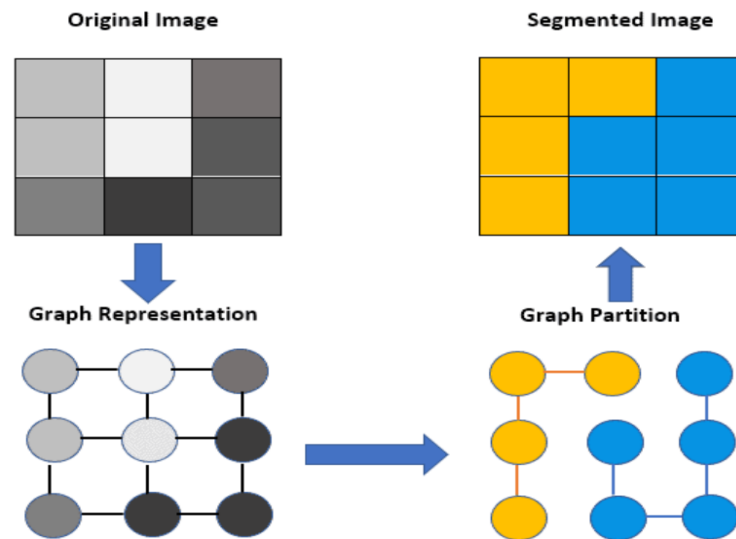 Original Image
Segmented Image
Graph Representation
Graph Partition